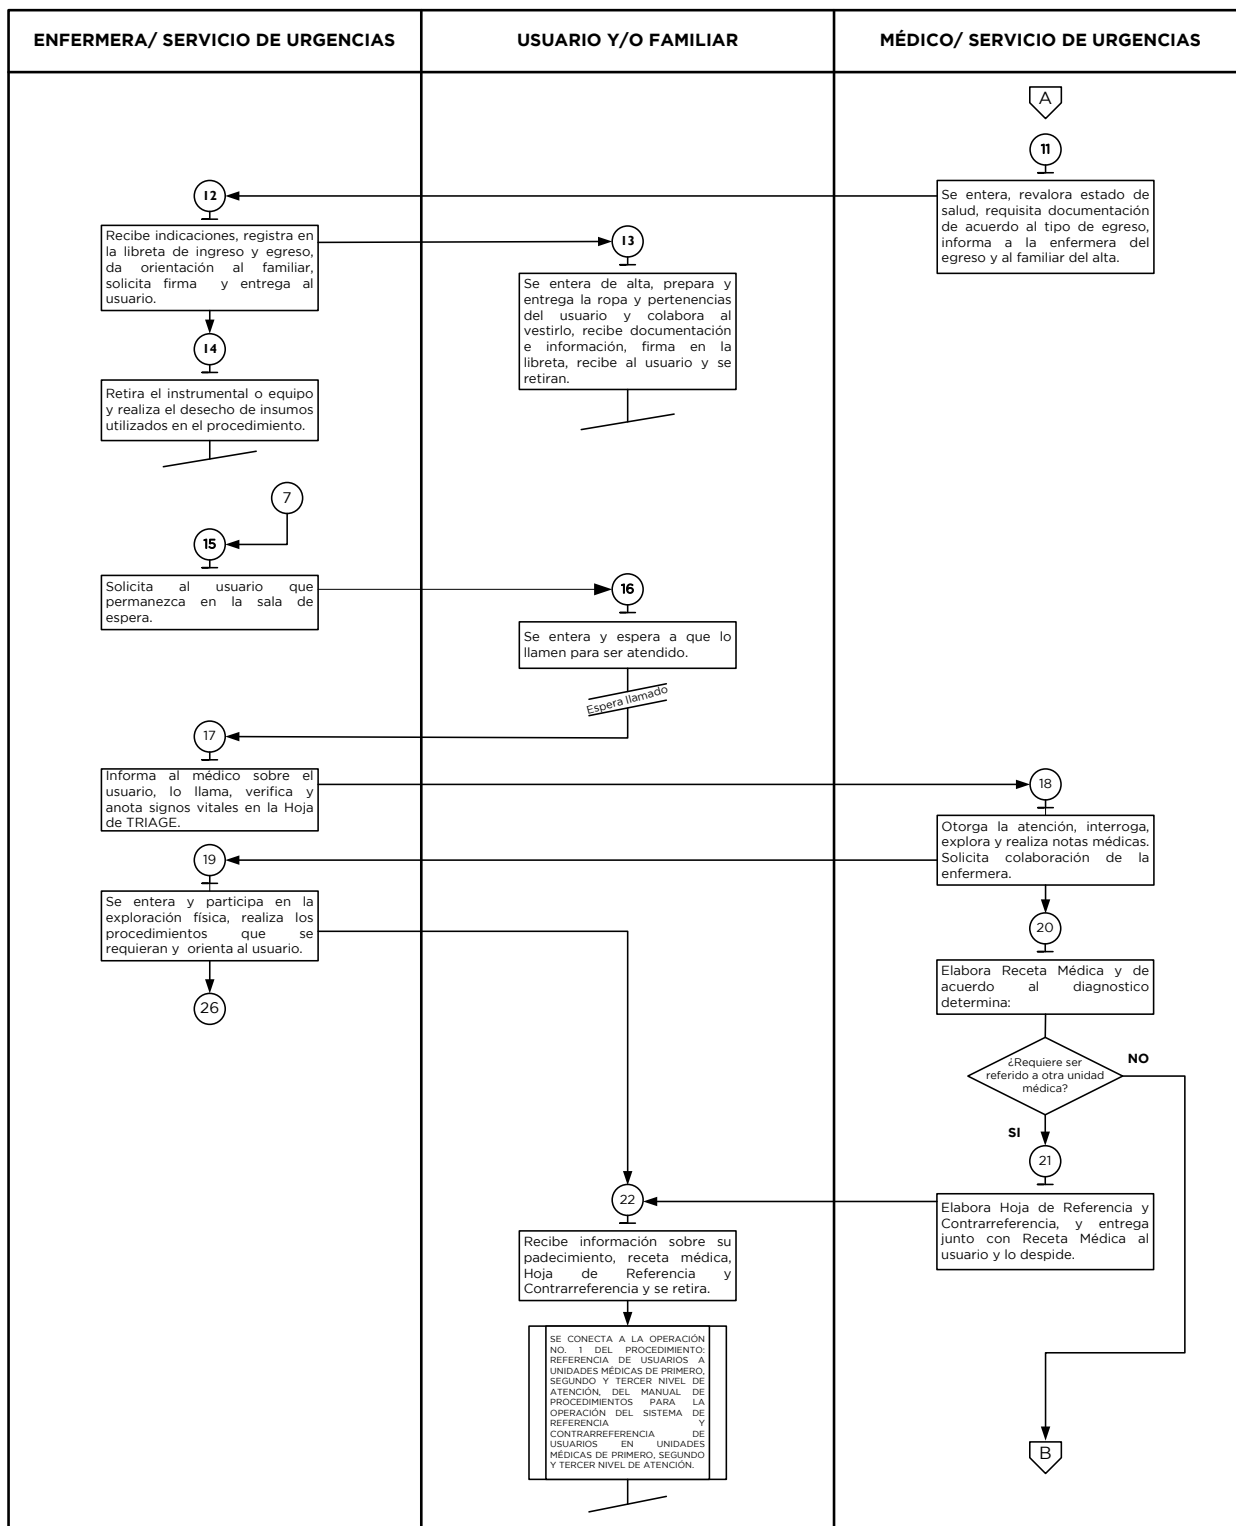 ENFERMERA/ SERVICIO DE URGENCIAS
USUARIO Y/O FAMILIAR
MÉDICO/ SERVICIO DE URGENCIAS
A
11
Se entera, revalora estado de
salud, requisita documentación
de acuerdo al tipo de egreso,
informa a la enfermera del
egreso y al familiar del alta.
12
Recibe indicaciones, registra en
la libreta de ingreso y egreso,
da orientación al familiar,
solicita firma y entrega al
usuario.
13
Se entera de alta, prepara y
entrega la ropa y pertenencias
del usuario y colabora al
vestirlo, recibe documentación
e información, firma en la
libreta, recibe al usuario y se
retiran.
14
Retira el instrumental o equipo
y realiza el desecho de insumos
utilizados en el procedimiento.
7
15
Solicita al usuario que
permanezca en la sala de
espera.
16
Se entera y espera a que lo
llamen para ser atendido.
Espera llamado
17
Informa al médico sobre el
usuario, lo llama, verifica y
anota signos vitales en la Hoja
de TRIAGE.
18
Otorga la atención, interroga,
explora y realiza notas médicas.
Solicita colaboración de la
enfermera.
19
Se entera y participa en la
exploración física, realiza los
procedimientos que se
requieran y orienta al usuario.
26
20
Elabora Receta Médica y de
acuerdo al diagnostico
determina:
¿Requiere ser
referido a otra unidad
médica?
NO
SI
21
Elabora Hoja de Referencia y
Contrarreferencia, y entrega
junto con Receta Médica al
usuario y lo despide.
22
Recibe información sobre su
padecimiento, receta médica,
Hoja de Referencia y
Contrarreferencia y se retira.
SE CONECTA A LA OPERACIÓN
NO. 1 DEL PROCEDIMIENTO:
REFERENCIA DE USUARIOS A
UNIDADES MÉDICAS DE PRIMERO,
SEGUNDO Y TERCER NIVEL DE
ATENCIÓN, DEL MANUAL DE
PROCEDIMIENTOS PARA LA
OPERACIÓN DEL SISTEMA DE
REFERENCIA Y
CONTRARREFERENCIA DE
USUARIOS EN UNIDADES
MÉDICAS DE PRIMERO, SEGUNDO
Y TERCER NIVEL DE ATENCIÓN.
B